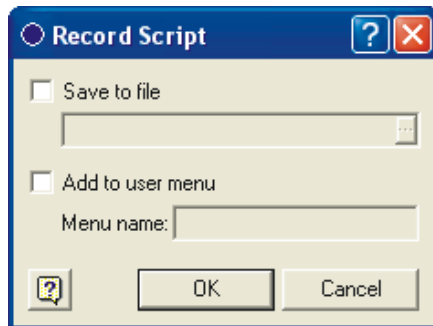 Record Script
Save to file
...
Add to user menu
Menu name:
OK
Cancel